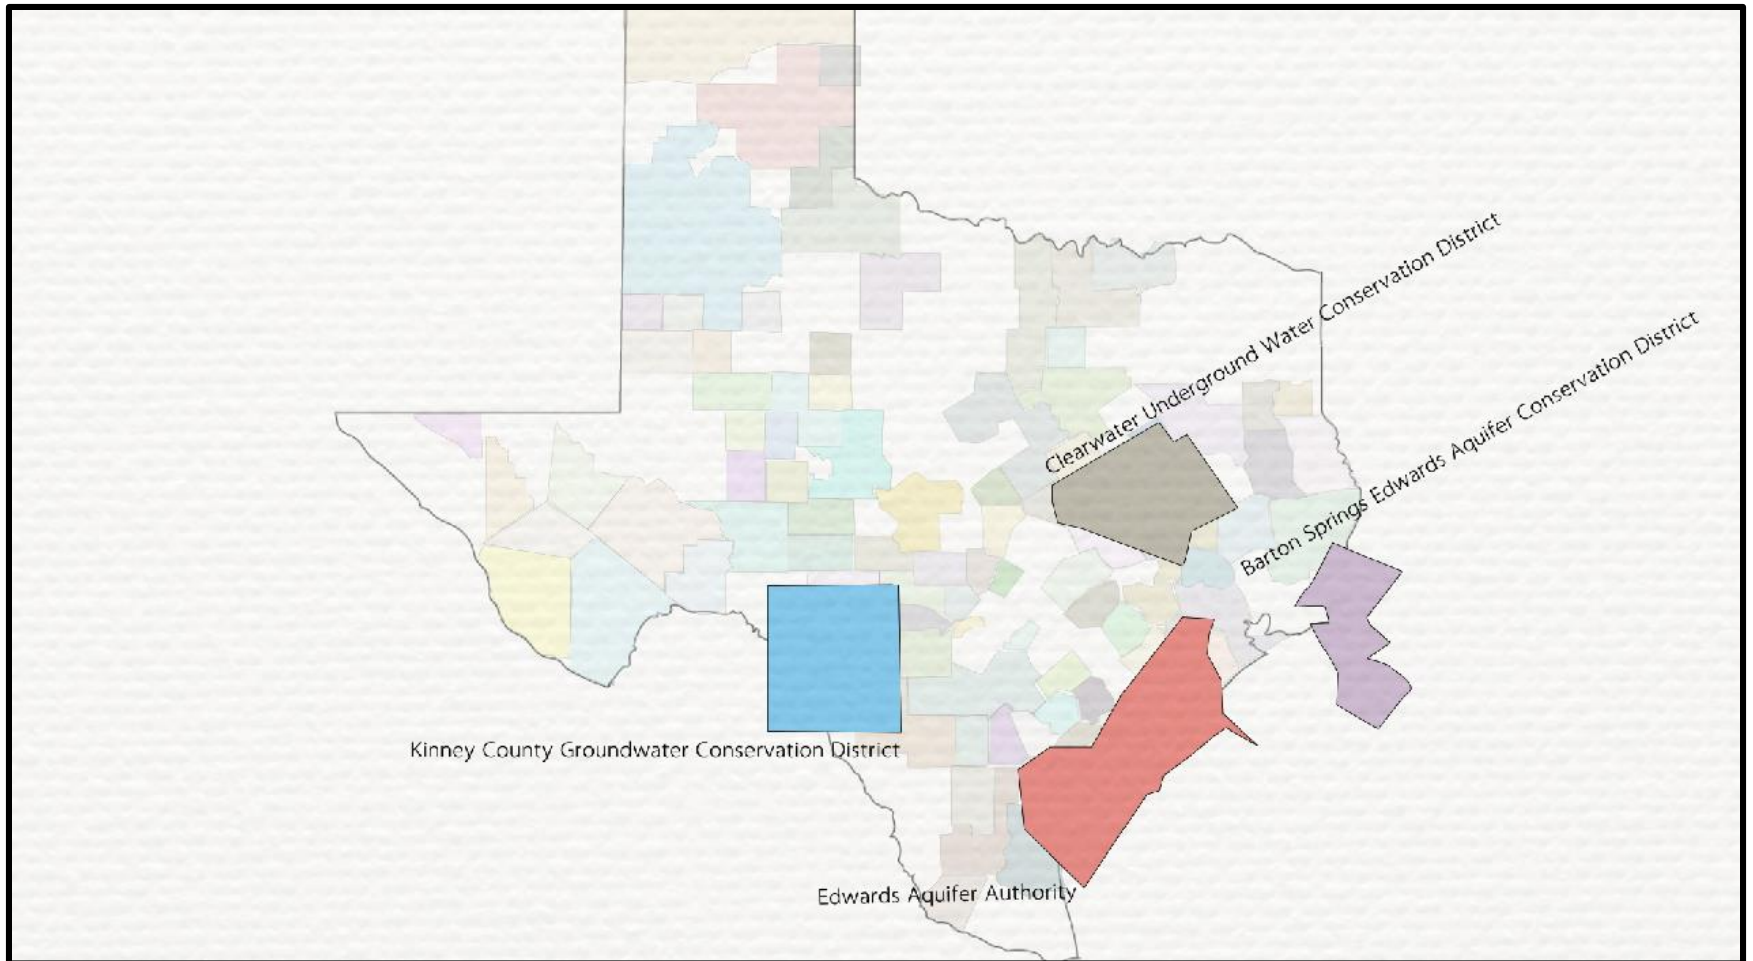 Clearwater Underground Water Conservation District
Barton Springs Edwards Aquifer Conservation District
Kinney County Groundwater Conservation District
Edwards Aquifer Authority